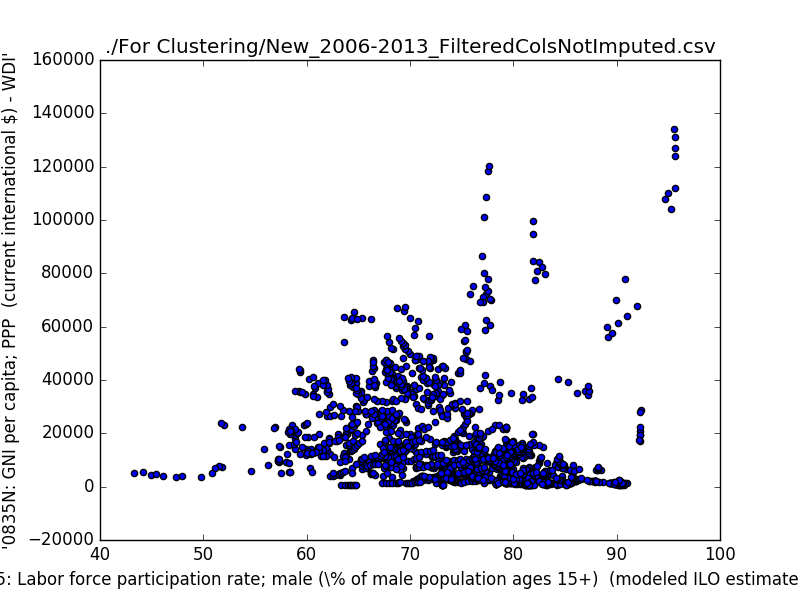 ./For Clustering/New_2006-2013_FilteredColsNotImputed.csv
'0835N: GNI per capita; PPP (current international $) - WDI'
160000
140000
120000
100000
80000
60000
40000
20000
0
−20000
40 50 60 70 80 90 100
5: Labor force participation rate; male (\% of male population ages 15+) (modeled ILO estimate